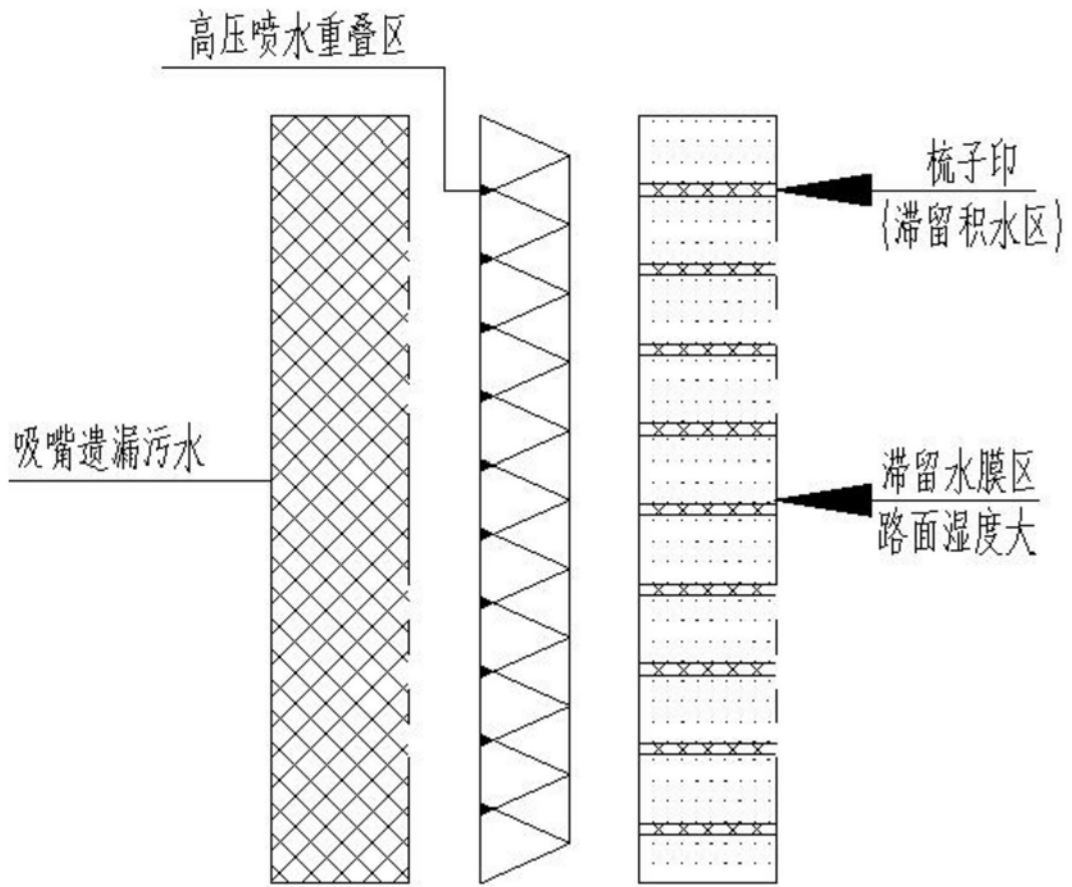 高压喷水重叠区
梳子印
(滞留积水区)
吸嘴遗漏污水
滞留水膜区
路面湿度大